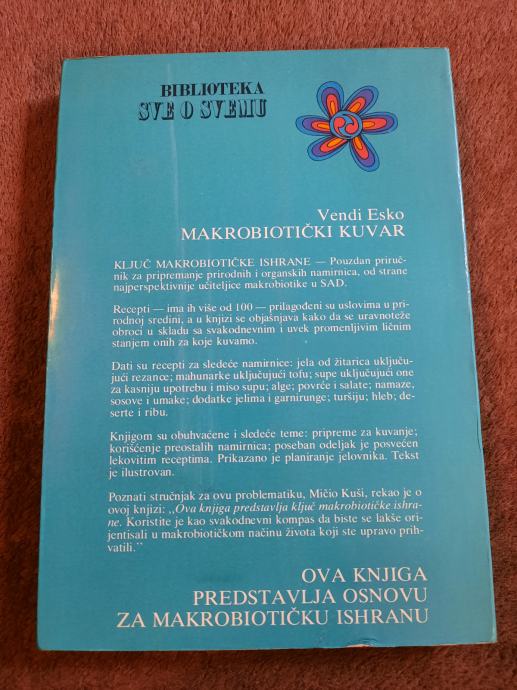 BIBLIOTEKA
SVE O SVEMU
Vendi Esko
MAKROBIOTIČKI KUVAR
KLJUČ MAKROBIOTIČKE ISHRANE — Pouzdan priruč-
nik za pripremanje prirodnih i organskih namirnica, od strane
najperspektivnije učiteljice makrobiotike u SAD.
Recepti — ima ih više od 100 — prilagođeni su uslovima u pri-
rodnoj sredini, a u knjizi se objašnjava kako da se uravnoteže
obroci u skladu sa svakodnevnim i uvek promenljivim ličnim
stanjem onih za koje kuvamo.
Dati su recepti za sledeće namirnice: jela od žitarica uključu-
jući rezance; mahunarke uključujući tofu; supe uključujući one
za kasniju upotrebu i miso supu; alge; povrće i salate; namaze,
sosove i umake; dodatke jelima i garnirunge; turšiju; hleb; de-
serte i ribu.
Knjigom su obuhvaćene i sledeće teme: pripreme za kuvanje;
korišćenje preostalih namirnica; poseban odeljak je posvećen
lekovitim receptima. Prikazano je planiranje jelovnika. Tekst
je ilustrovan.
Poznati stručnjak za ovu problematiku, Mičio Kuši, rekao je o
ovoj knjizi: ,,Ova knjiga predstavlja ključ makrobiotičke ishra-
ne. Koristite je kao svakodnevni kompas da biste se lakše ori-
jentisali u makrobiotičkom načinu života koji ste upravo prih-
vatili.''
OVA KNJIGA
PREDSTAVLJA OSNOVU
ZA MAKROBIOTIČKU ISHRANU